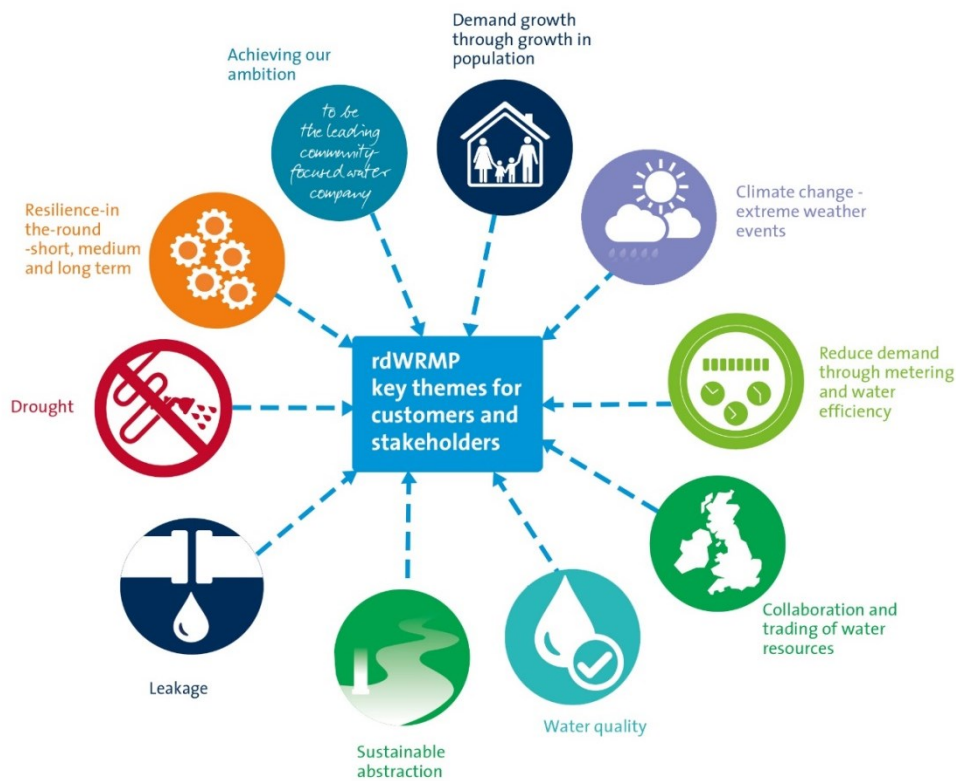 Demand growth
through growth in
population
Achieving our
ambition
to be
the leading
community-
focused water
company
Climate change -
extreme weather
events
Resilience-in
the-round
-short, medium
and long term
rdWRMP
key themes for
customers and
stakeholders
Reduce demand
through metering
and water
efficiency
Drought
Collaboration and
trading of water
resources
Leakage
Water quality
Sustainable
abstraction